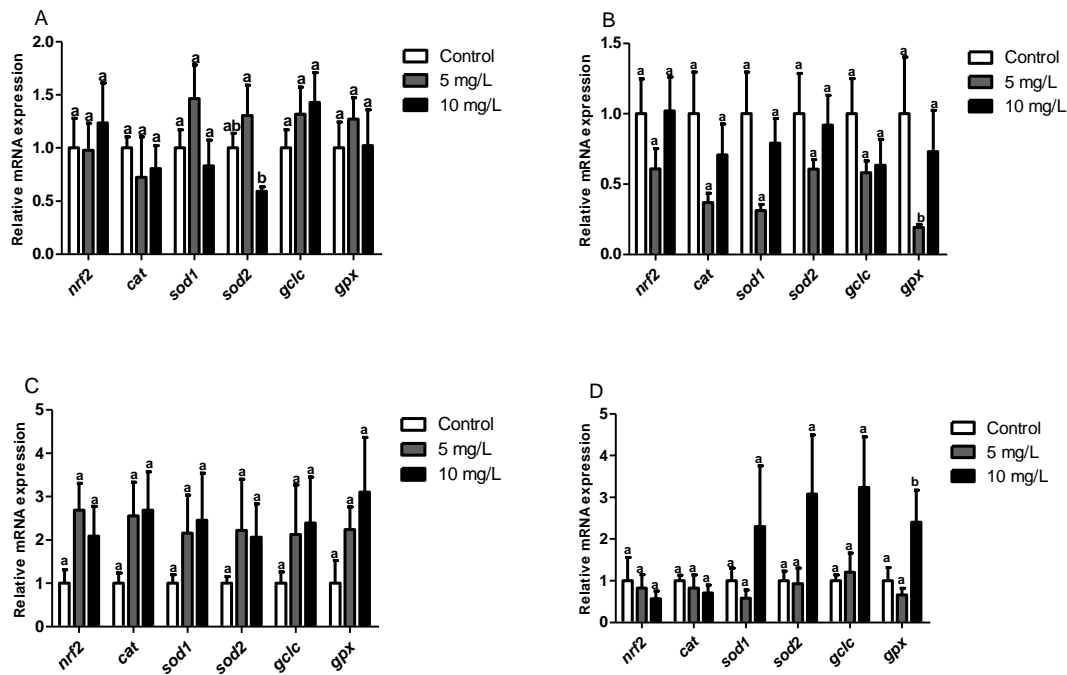 A
Relative mRNA expression
2.0
1.5
1.0
0.5
0.0
a a a a a a a a a ab a b a a a a a a
nrf2 cat sod1 sod2 gclc gpx
Control
5 mg/L
10 mg/L
B
Relative mRNA expression
1.5
1.0
0.5
0.0
a a a a a a a a a a a a a a a a b a
nrf2 cat sod1 sod2 gclc gpx
Control
5 mg/L
10 mg/L
C
Relative mRNA expression
5
4
3
2
1
0
a a a a a a a a a a a a a a a a a a
nrf2 cat sod1 sod2 gclc gpx
Control
5 mg/L
10 mg/L
D
Relative mRNA expression
5
4
3
2
1
0
a a a a a a a a a a a a a a a a a b
nrf2 cat sod1 sod2 gclc gpx
Control
5 mg/L
10 mg/L